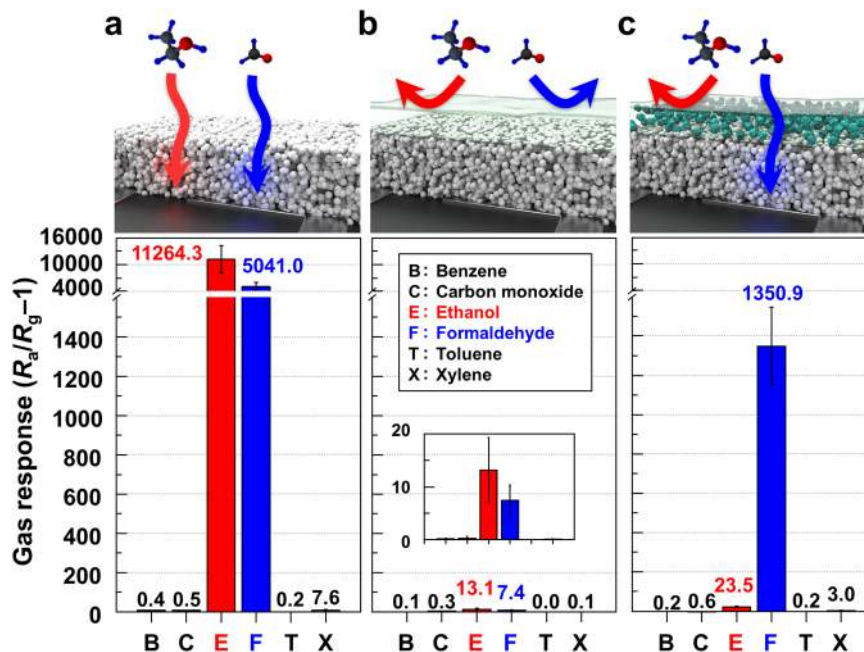 a
b
c
Gas response (Ra/Rg–1)
16000
10000
4000
1400
1200
1000
800
600
400
200
0
11264.3
5041.0
0.4
0.5
0.2
7.6
B C E F T X
B: Benzene
C: Carbon monoxide
E: Ethanol
F: Formaldehyde
T: Toluene
X: Xylene
20
10
0
0.1
0.3
13.1
7.4
0.0
0.1
B C E F T X
1350.9
0.2
0.6
23.5
0.2
3.0
B C E F T X